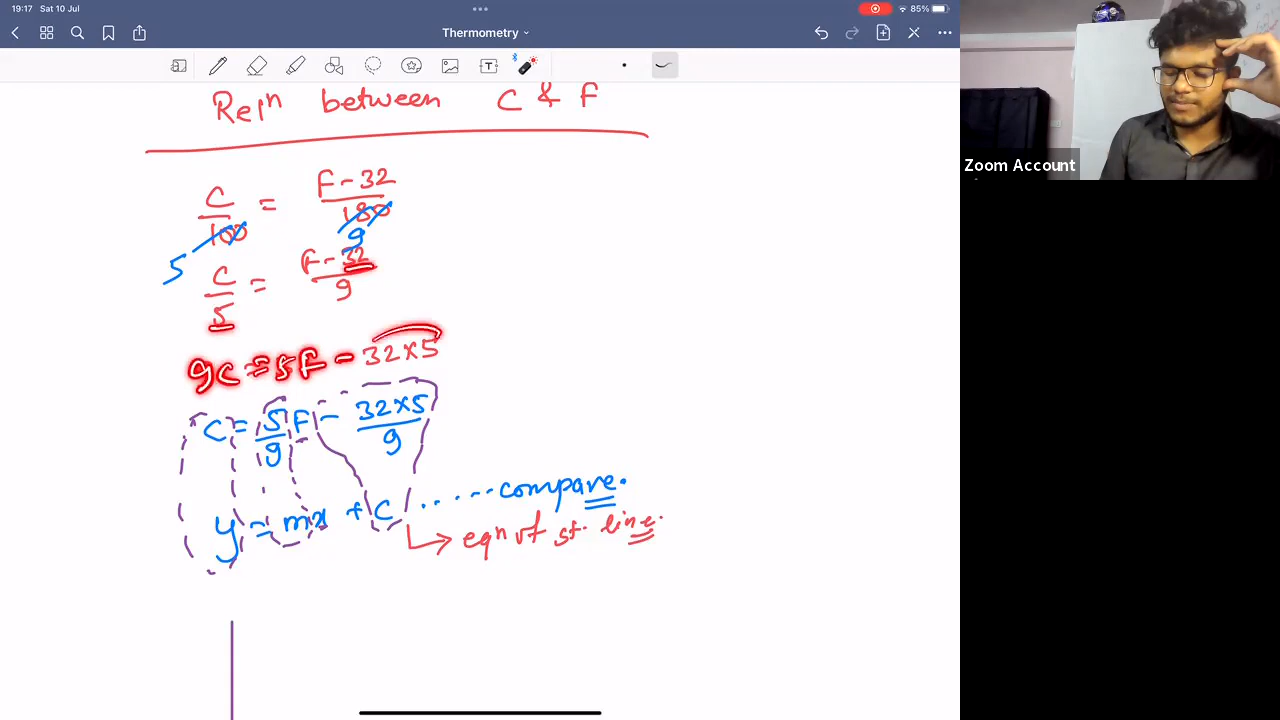 19:17 Sat 10 Jul
85%
Thermometry
Relⁿ between C & F
C/100 = F-32/180
5 9
C/5 = F-32/9
9C = 5F - 32×5
C = 5/9 F - 32×5/9
y = mx + C ...... compare.
eqⁿ of st. line.
Zoom Account